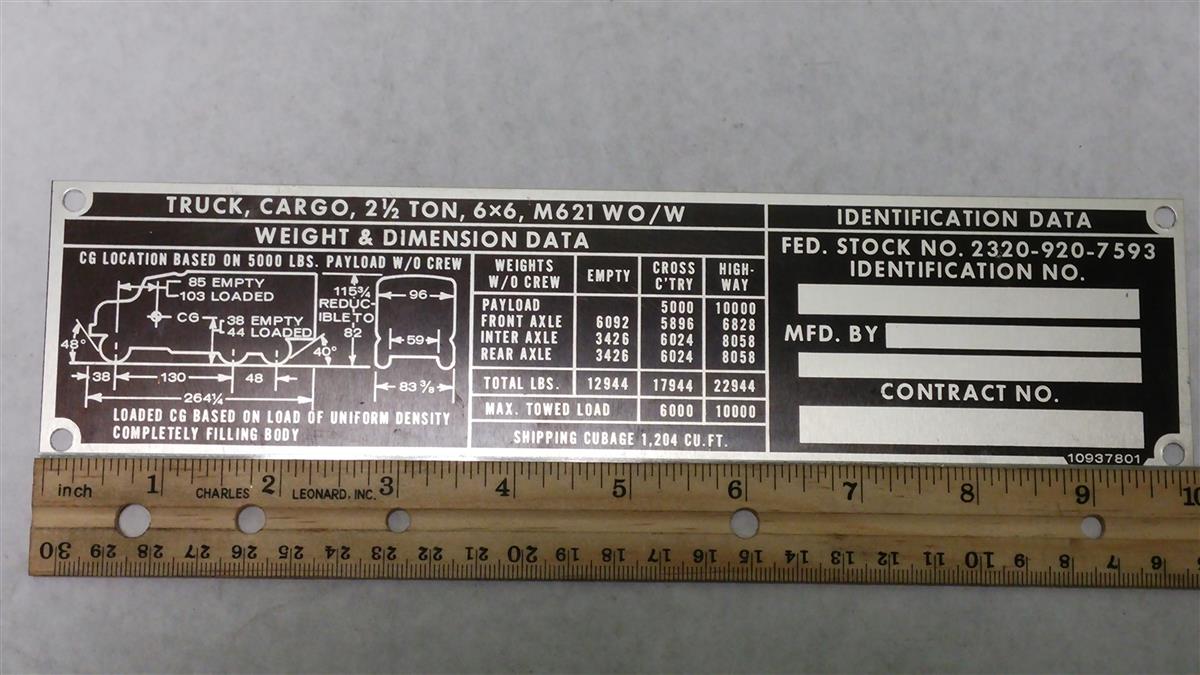 TRUCK, CARGO, 2½ TON, 6×6, M621 WO/W
WEIGHT & DIMENSION DATA
CG LOCATION BASED ON 5000 LBS. PAYLOAD W/O CREW
85 EMPTY
103 LOADED
CG
38 EMPTY
44 LOADED
48°
40°
38
130
48
264¼
115¾
REDUC-
IBLE TO
82
96
59
83 ⅜
LOADED CG BASED ON LOAD OF UNIFORM DENSITY
COMPLETELY FILLING BODY
WEIGHTS W/O CREW EMPTY CROSS C'TRY HIGH-WAY
PAYLOAD 5000 10000
FRONT AXLE 6092 5896 6828
INTER AXLE 3426 6024 8058
REAR AXLE 3426 6024 8058
TOTAL LBS. 12944 17944 22944
MAX. TOWED LOAD 6000 10000
SHIPPING CUBAGE 1,204 CU.FT.
IDENTIFICATION DATA
FED. STOCK NO. 2320-920-7593
IDENTIFICATION NO.
MFD. BY
CONTRACT NO.
10937801
inch 1 2 3 4 5 6 7 8 9 10
CHARLES LEONARD, INC.
30 29 28 27 26 25 24 23 22 21 20 19 18 17 16 15 14 13 12 11 10 9 8 7 6